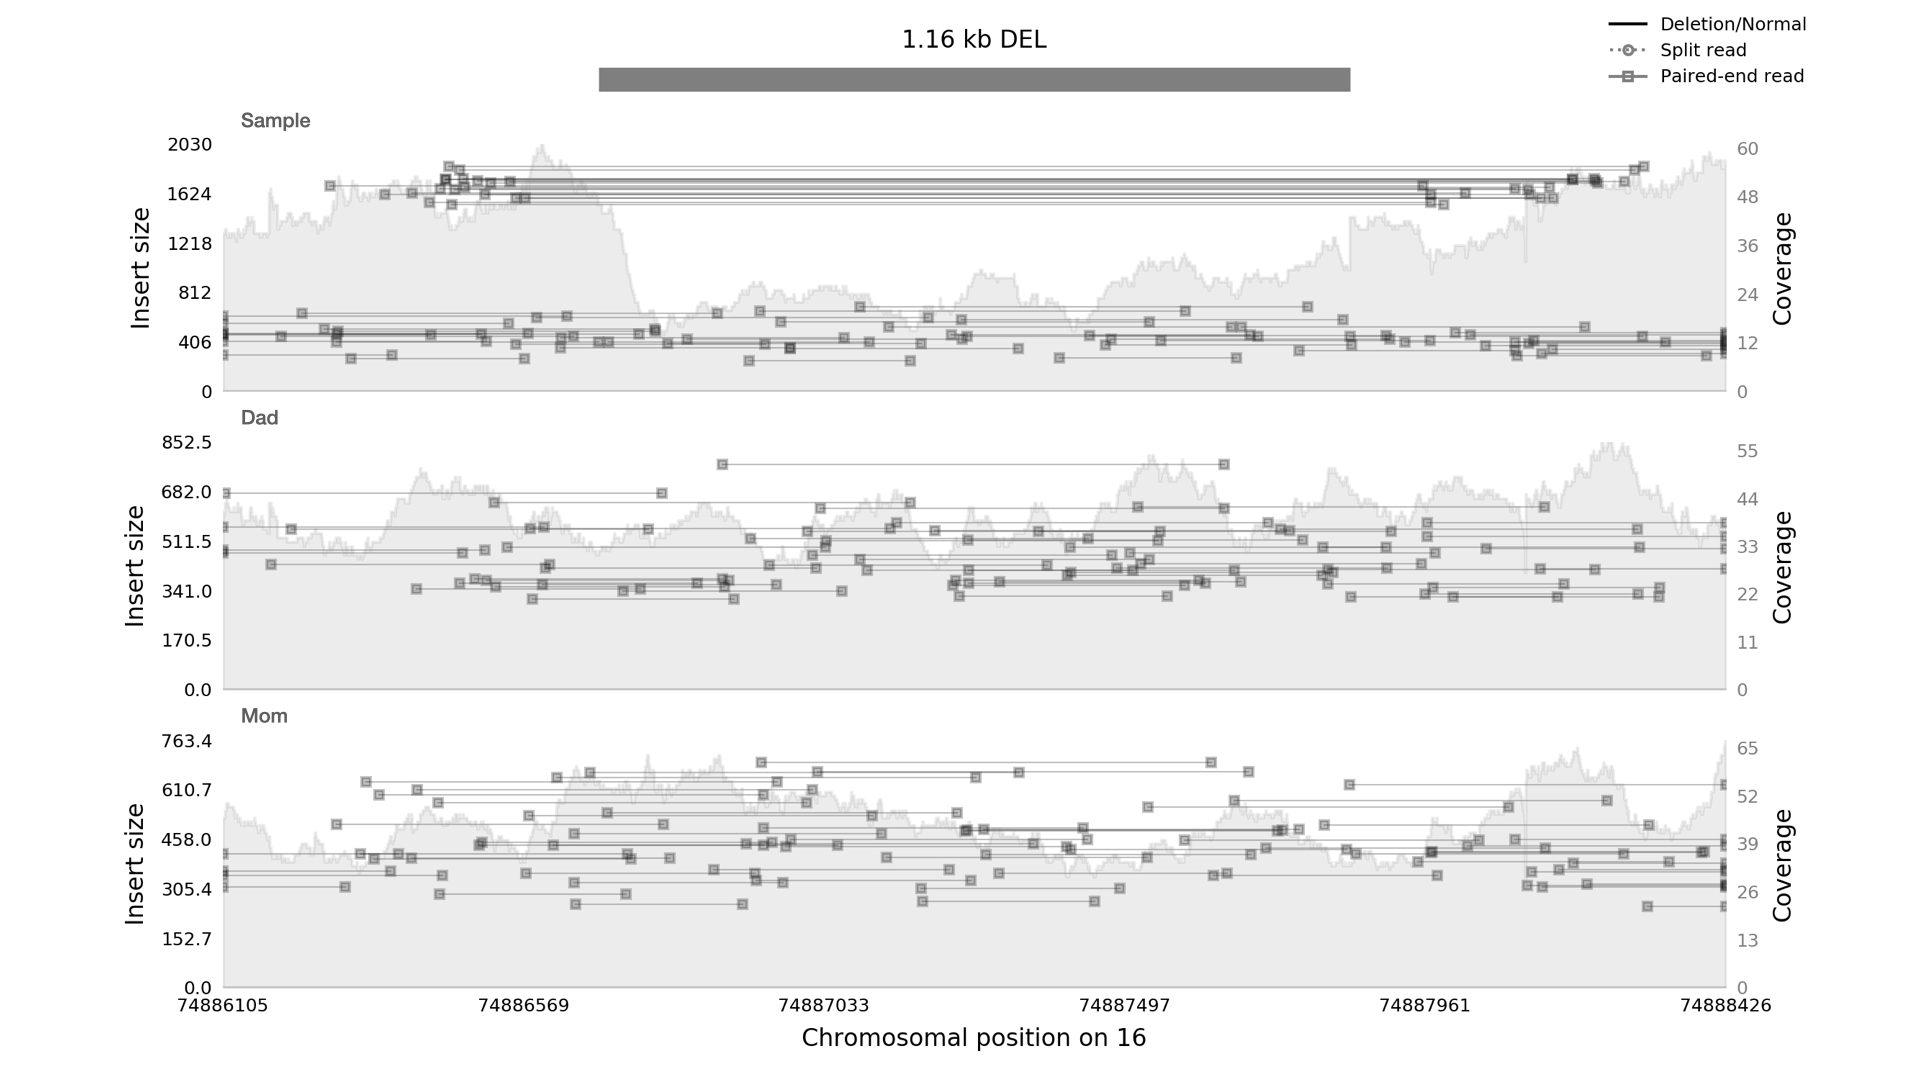 1.16 kb DEL
Deletion/Normal
Split read
Paired-end read
Sample
2030
1624
1218
812
406
0
Insert size
60
48
36
24
12
0
Coverage
Dad
852.5
682.0
511.5
341.0
170.5
0.0
Insert size
55
44
33
22
11
0
Coverage
Mom
763.4
610.7
458.0
305.4
152.7
0.0
Insert size
65
52
39
26
13
0
Coverage
74886105 74886569 74887033 74887497 74887961 74888426
Chromosomal position on 16